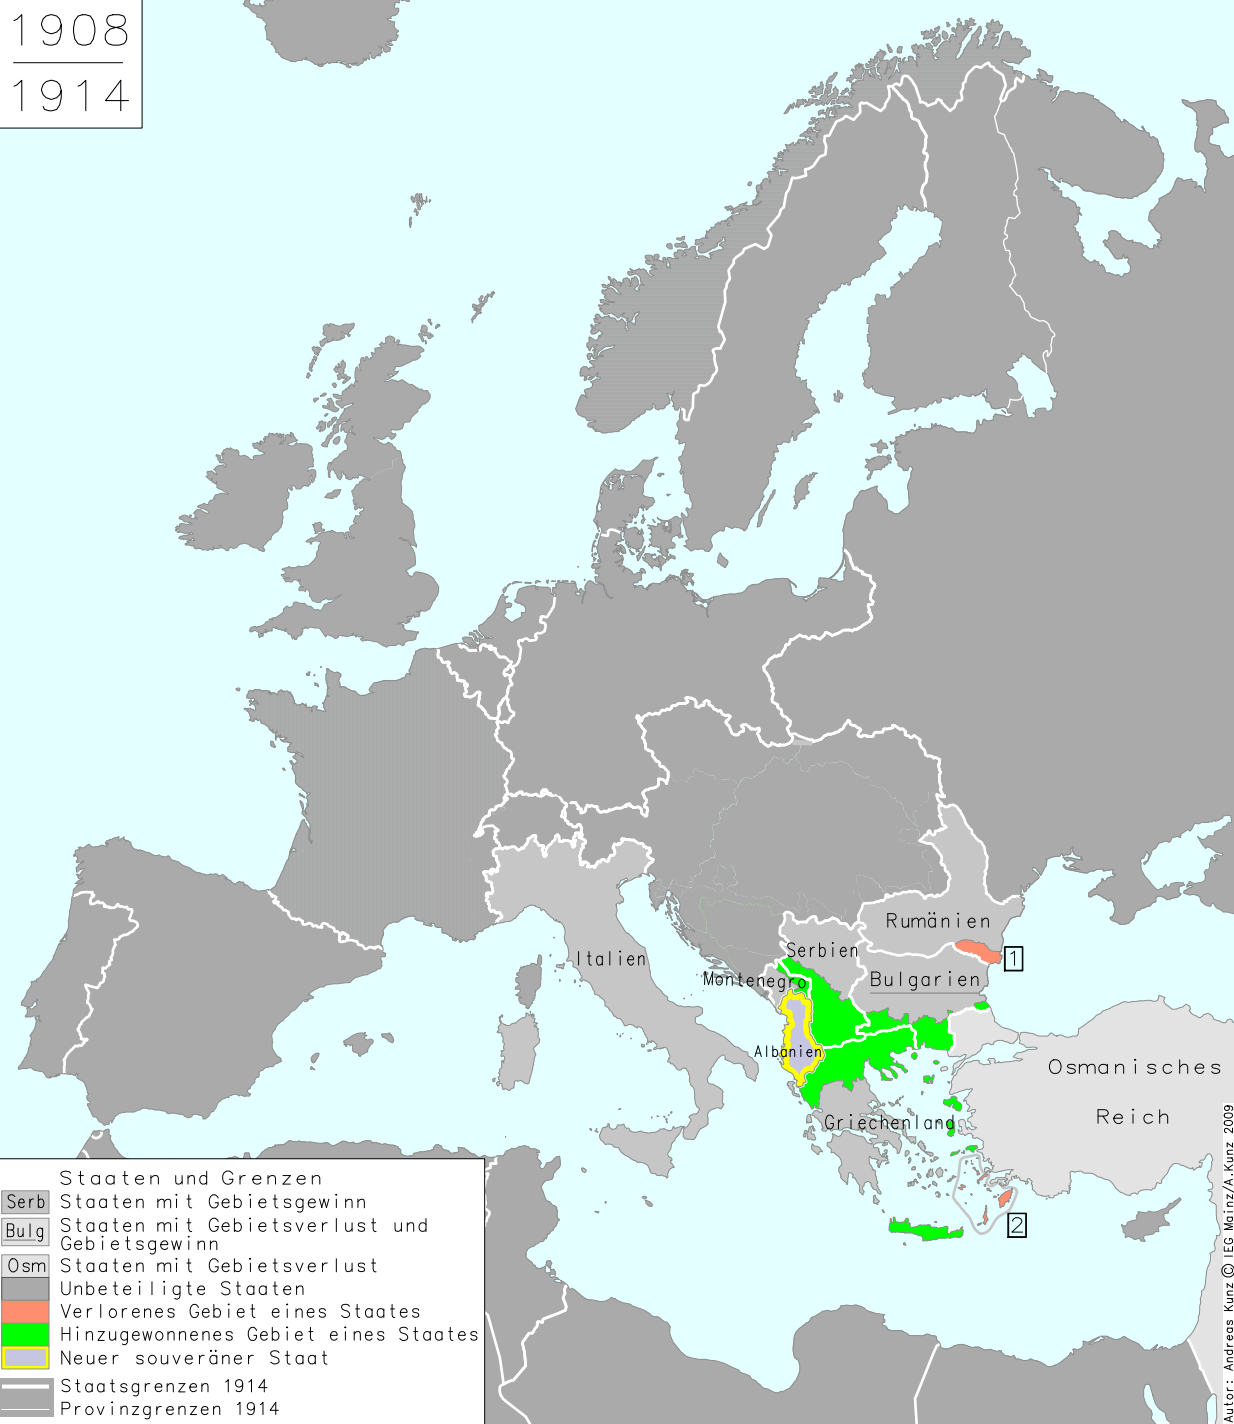 1908
1914
Rumänien
1
Serbien
Italien
Montenegro
Bulgarien
Albanien
Osmanisches
Reich
Griechenland
2
Staaten und Grenzen
Serb Staaten mit Gebietsgewinn
Bulg Staaten mit Gebietsverlust und
Gebietsgewinn
Osm Staaten mit Gebietsverlust
Unbeteiligte Staaten
Verlorenes Gebiet eines Staates
Hinzugewonnenes Gebiet eines Staates
Neuer souveräner Staat
Staatsgrenzen 1914
Provinzgrenzen 1914
Autor: Andreas Kunz © IEG Mainz/A.Kunz 2009